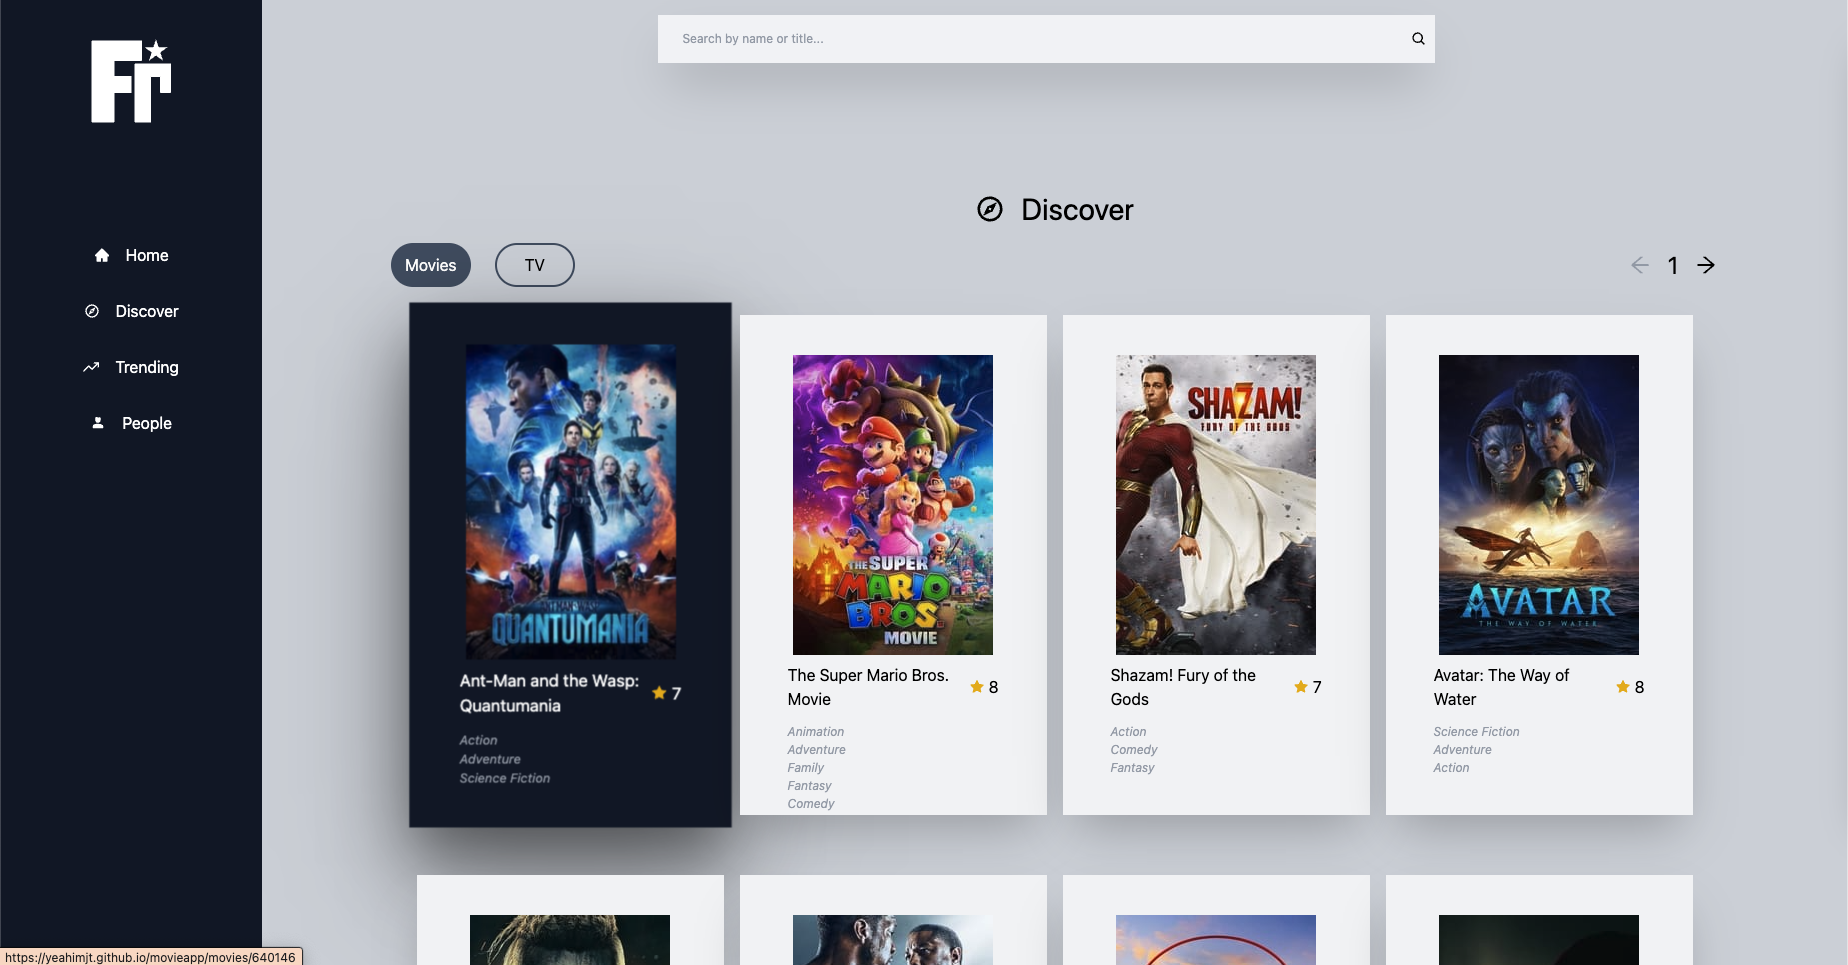 Fr
Search by name or title...
Discover
Home
Discover
Trending
People
Movies
TV
1
QUANTUMANIA
Ant-Man and the Wasp:
Quantumania
7
Action
Adventure
Science Fiction
THE SUPER
MARIO
BROS.
MOVIE
The Super Mario Bros.
Movie
8
Animation
Adventure
Family
Fantasy
Comedy
SHAZAM!
FURY OF THE GODS
Shazam! Fury of the
Gods
7
Action
Comedy
Fantasy
AVATAR
THE WAY OF WATER
Avatar: The Way of
Water
8
Science Fiction
Adventure
Action
https://yeahimjt.github.io/movieapp/movies/640146